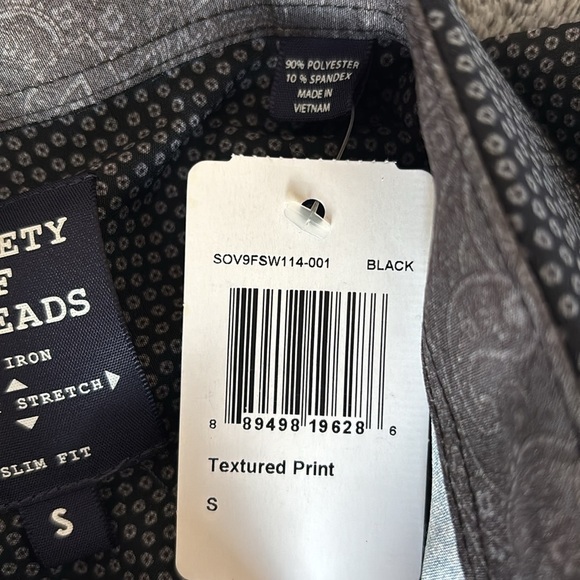 90% POLYESTER
10% SPANDEX
MADE IN
VIETNAM
SOV9FSW114-001 BLACK
8 89498 19628 6
Textured Print
S
ETY
F
EADS
IRON
STRETCH
SLIM FIT
S